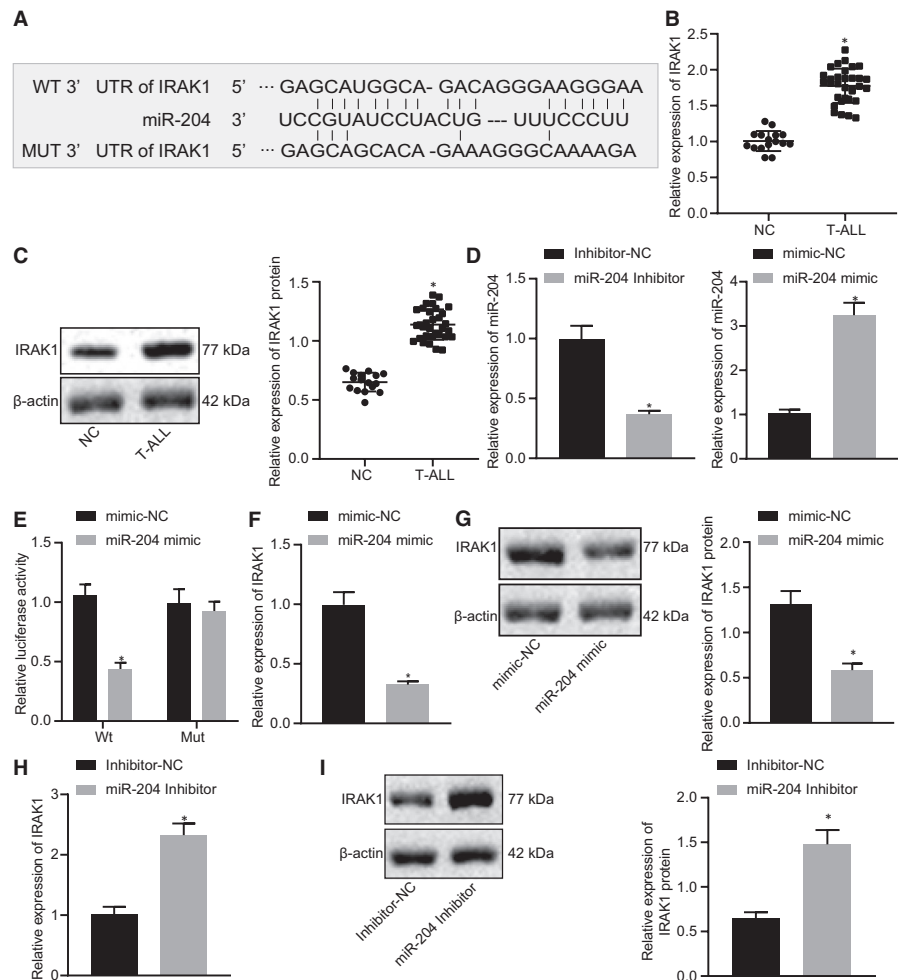 A
WT 3’ UTR of IRAK1 5’ ··· GAGCAUGGCA- GACAGGGAAGGGAA
miR-204 3’ UCCGUAUCCUACUG --- UUUCCCUU
MUT 3’ UTR of IRAK1 5’ ··· GAGCAGCACA -GAAAGGGCAAAAGA
B
Relative expression of IRAK1
2.5
2.0
1.5
1.0
0.5
0.0
*
NC T-ALL
C
IRAK1 77 kDa
β-actin 42 kDa
NC T-ALL
Relative expression of IRAK1 protein
1.5
1.0
0.5
0.0
*
NC T-ALL
D
Inhibitor-NC
miR-204 Inhibitor
Relative expression of miR-204
1.5
1.0
0.5
0.0
*
mimic-NC
miR-204 mimic
Relative expression of miR-204
4
3
2
1
0
*
E
mimic-NC
miR-204 mimic
Relative luciferase activity
1.5
1.0
0.5
0.0
*
Wt Mut
F
mimic-NC
miR-204 mimic
Relative expression of IRAK1
1.5
1.0
0.5
0.0
*
G
IRAK1 77 kDa
β-actin 42 kDa
mimic-NC miR-204 mimic
mimic-NC
miR-204 mimic
Relative expression of IRAK1 protein
2.0
1.5
1.0
0.5
0.0
*
H
Inhibitor-NC
miR-204 Inhibitor
Relative expression of IRAK1
3
2
1
0
*
I
IRAK1 77 kDa
β-actin 42 kDa
Inhibitor-NC miR-204 Inhibitor
Inhibitor-NC
miR-204 Inhibitor
Relative expression of
IRAK1 protein
2.0
1.5
1.0
0.5
0.0
*